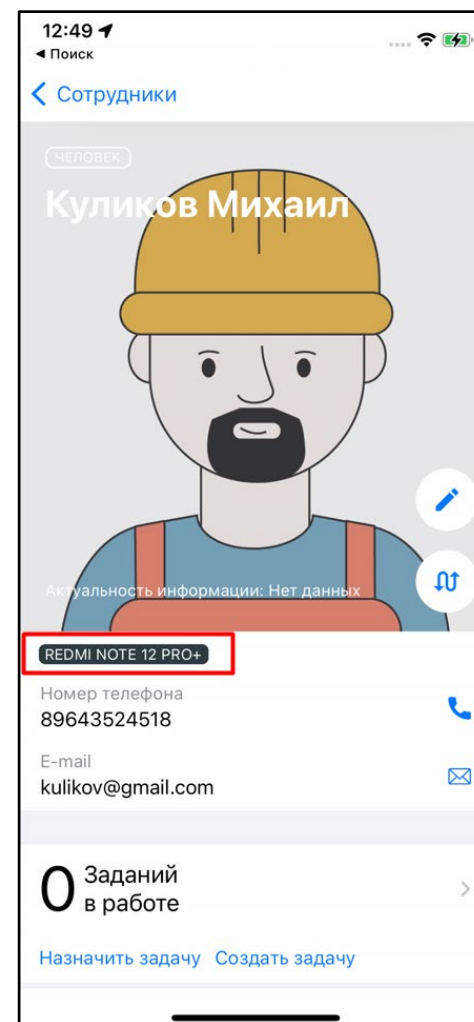 12:49
Поиск
Сотрудники
ЧЕЛОВЕК
Куликов Михаил
Актуальность информации: Нет данных
REDMI NOTE 12 PRO+
Номер телефона
89643524518
E-mail
kulikov@gmail.com
0 Заданий
в работе
Назначить задачу Создать задачу